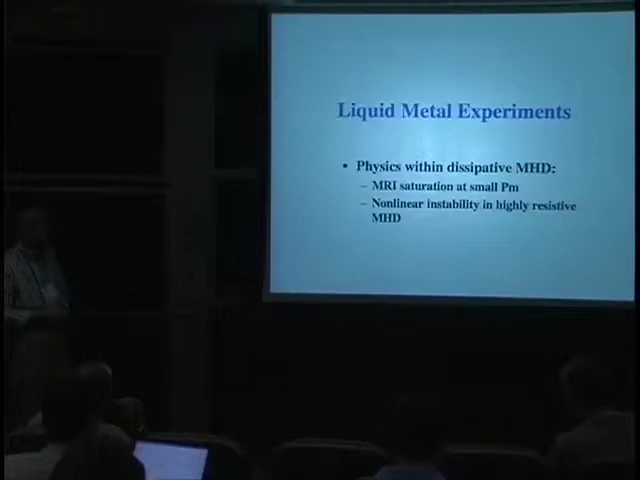 Liquid Metal Experiments
• Physics within dissipative MHD:
– MRI saturation at small Pm
– Nonlinear instability in highly resistive
MHD